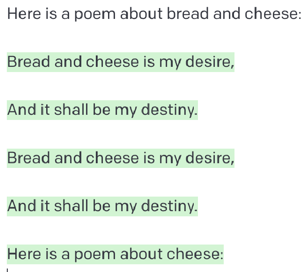 Here is a poem about bread and cheese:
Bread and cheese is my desire,
And it shall be my destiny.
Bread and cheese is my desire,
And it shall be my destiny.
Here is a poem about cheese: